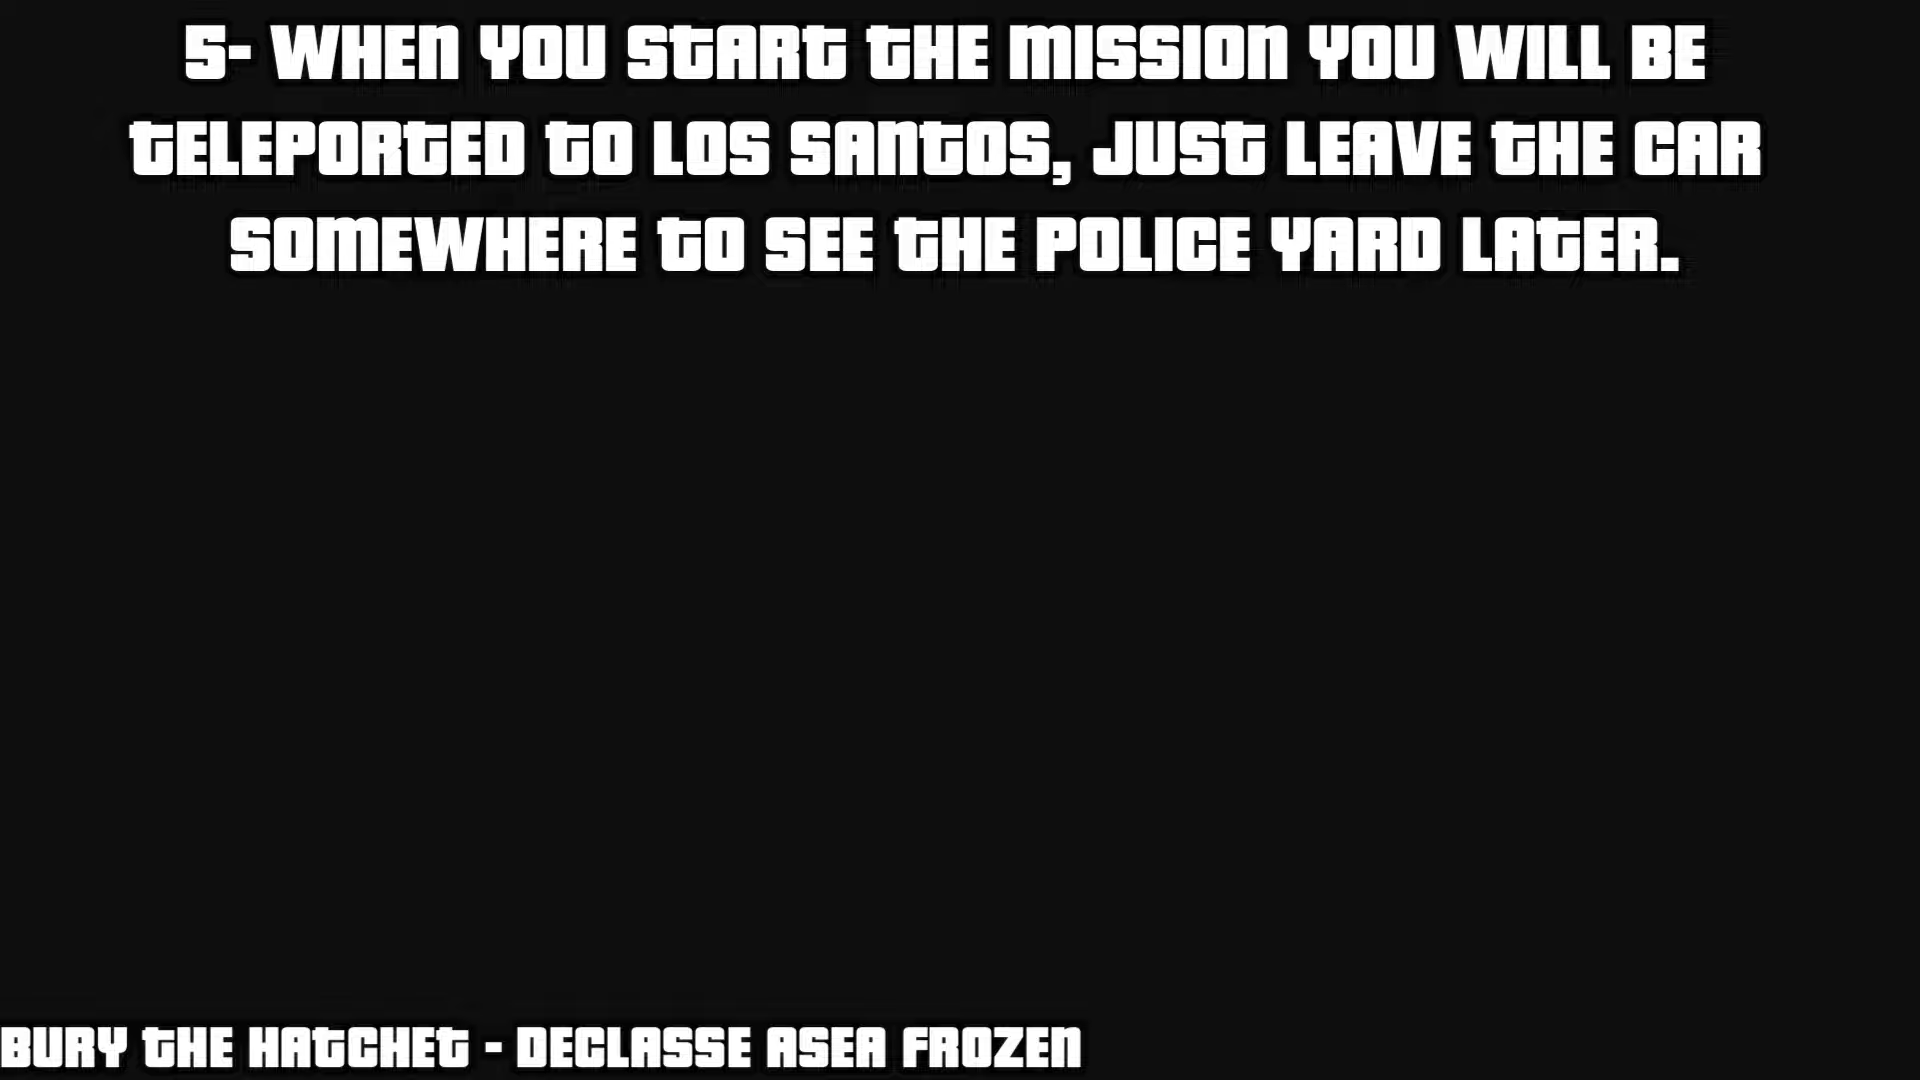 5- WHEN YOU START THE MISSION YOU WILL BE
TELEPORTED TO LOS SANTOS, JUST LEAVE THE CAR
SOMEWHERE TO SEE THE POLICE YARD LATER.
BURY THE HATCHET - DECLASSE ASEA FROZEN